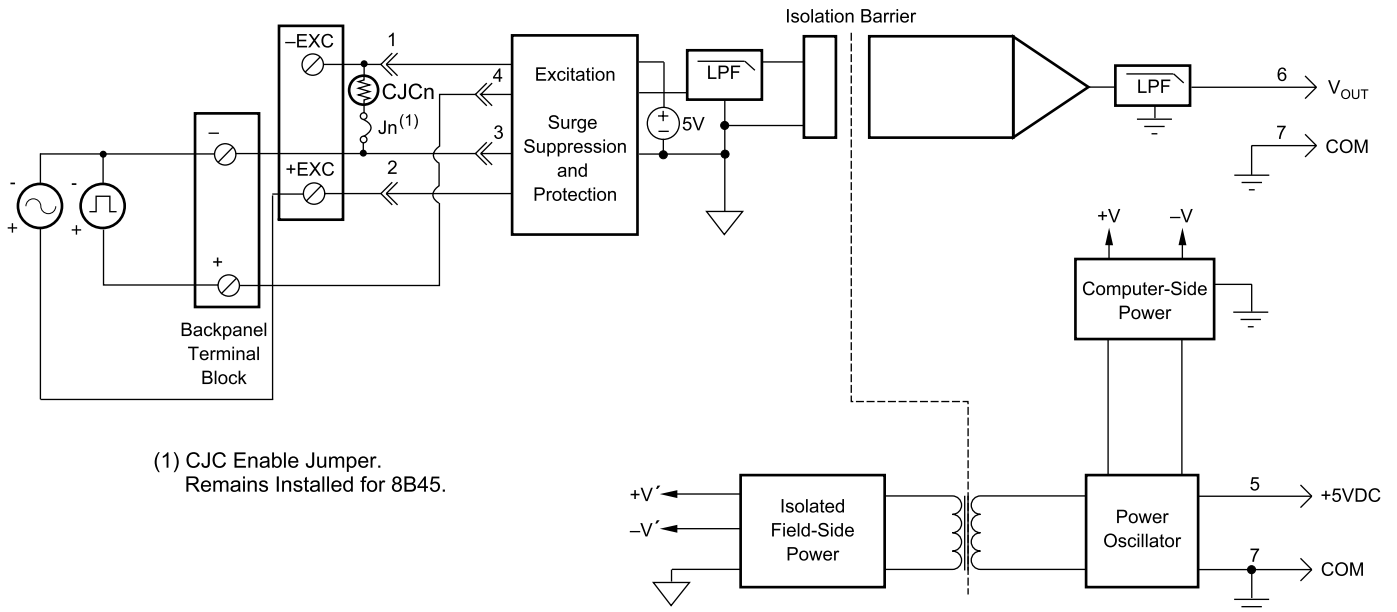 Isolation Barrier
–EXC
1
CJCn
Jn(1)
4
3
+EXC
2
–
+
-
+
-
+
Backpanel
Terminal
Block
Excitation
Surge
Suppression
and
Protection
+
–
5V
LPF
LPF
6
VOUT
7
COM
+V
–V
Computer-Side
Power
(1) CJC Enable Jumper.
Remains Installed for 8B45.
+V´
–V´
Isolated
Field-Side
Power
Power
Oscillator
5
+5VDC
7
COM